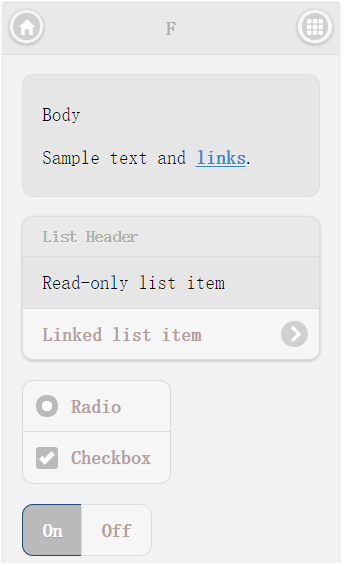 F
Body
Sample text and links.
List Header
Read-only list item
Linked list item
Radio
Checkbox
On Off